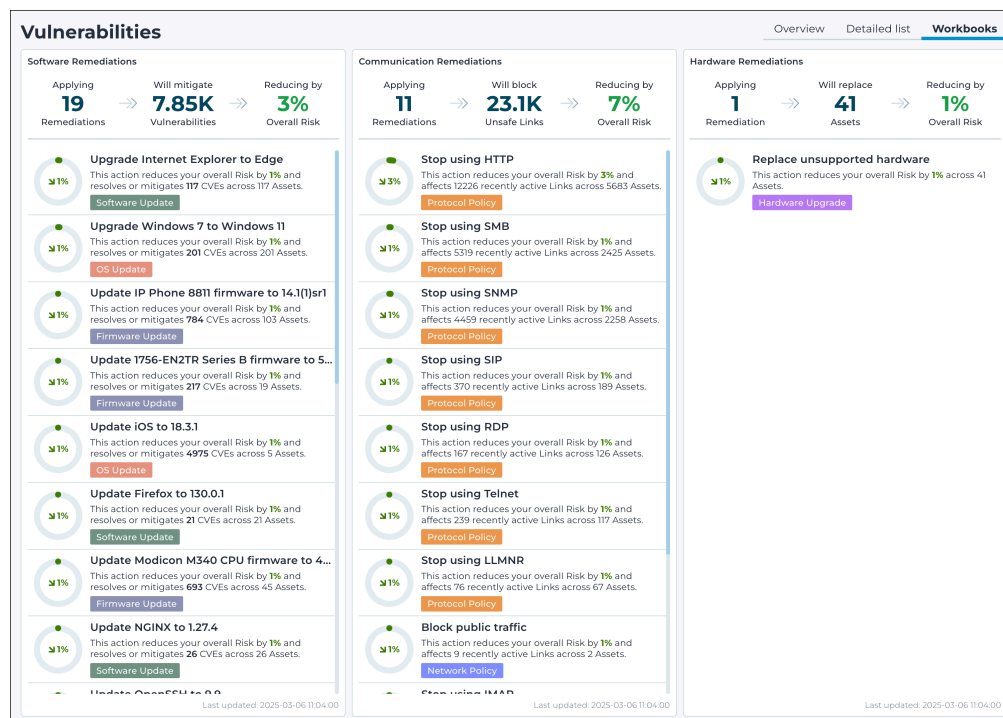 Vulnerabilities
Overview
Detailed list
Workbooks
Software Remediations
Applying
Will mitigate
Reducing by
19
7.85K
3%
Remediations
Vulnerabilities
Overall Risk
1%
Upgrade Internet Explorer to Edge
This action reduces your overall Risk by 1% and
resolves or mitigates 117 CVEs across 117 Assets.
Software Update
1%
Upgrade Windows 7 to Windows 11
This action reduces your overall Risk by 1% and
resolves or mitigates 201 CVEs across 201 Assets.
OS Update
1%
Update IP Phone 8811 firmware to 14.1(1)sr1
This action reduces your overall Risk by 1% and
resolves or mitigates 784 CVEs across 103 Assets.
Firmware Update
1%
Update 1756-EN2TR Series B firmware to 5...
This action reduces your overall Risk by 1% and
resolves or mitigates 217 CVEs across 19 Assets.
Firmware Update
1%
Update iOS to 18.3.1
This action reduces your overall Risk by 1% and
resolves or mitigates 4975 CVEs across 5 Assets.
OS Update
1%
Update Firefox to 130.0.1
This action reduces your overall Risk by 1% and
resolves or mitigates 21 CVEs across 21 Assets.
Software Update
1%
Update Modicon M340 CPU firmware to 4...
This action reduces your overall Risk by 1% and
resolves or mitigates 693 CVEs across 45 Assets.
Firmware Update
1%
Update NGINX to 1.27.4
This action reduces your overall Risk by 1% and
resolves or mitigates 26 CVEs across 26 Assets.
Software Update
Update OpenSSH to 9.9
Last updated: 2025-03-06 11:04:00
Communication Remediations
Applying
Will block
Reducing by
11
23.1K
7%
Remediations
Unsafe Links
Overall Risk
3%
Stop using HTTP
This action reduces your overall Risk by 3% and
affects 12226 recently active Links across 5683 Assets.
Protocol Policy
1%
Stop using SMB
This action reduces your overall Risk by 1% and
affects 5319 recently active Links across 2425 Assets.
Protocol Policy
1%
Stop using SNMP
This action reduces your overall Risk by 1% and
affects 4459 recently active Links across 2258 Assets.
Protocol Policy
1%
Stop using SIP
This action reduces your overall Risk by 1% and
affects 370 recently active Links across 189 Assets.
Protocol Policy
1%
Stop using RDP
This action reduces your overall Risk by 1% and
affects 167 recently active Links across 126 Assets.
Protocol Policy
1%
Stop using Telnet
This action reduces your overall Risk by 1% and
affects 239 recently active Links across 117 Assets.
Protocol Policy
1%
Stop using LLMNR
This action reduces your overall Risk by 1% and
affects 76 recently active Links across 67 Assets.
Protocol Policy
1%
Block public traffic
This action reduces your overall Risk by 1% and
affects 9 recently active Links across 2 Assets.
Network Policy
Stop using IMAP
Last updated: 2025-03-06 11:04:00
Hardware Remediations
Applying
Will replace
Reducing by
1
41
1%
Remediation
Assets
Overall Risk
1%
Replace unsupported hardware
This action reduces your overall Risk by 1% across 41
Assets.
Hardware Upgrade
Last updated: 2025-03-06 11:04:00